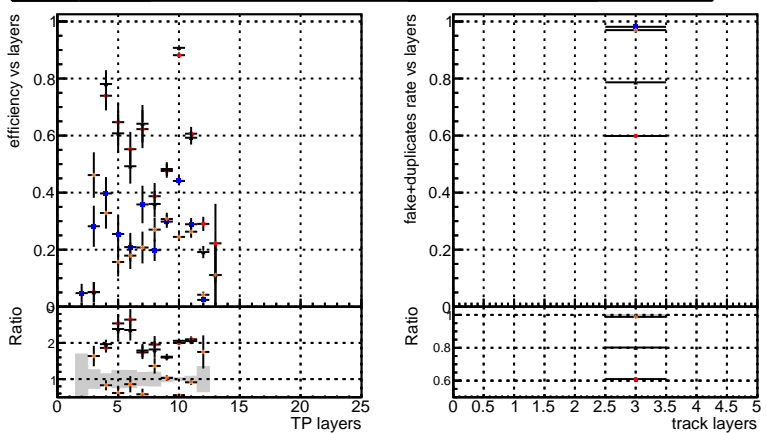 efficiency vs layers
1
0.8
0.6
0.4
0.2
0
Ratio
2
1
0 5 10 15 20 25
TP layers
fake+duplicates rate vs layers
1
0.8
0.6
0.4
0.2
0
Ratio
1
0.8
0.6
0 0.5 1 1.5 2 2.5 3 3.5 4 4.5 5
track layers